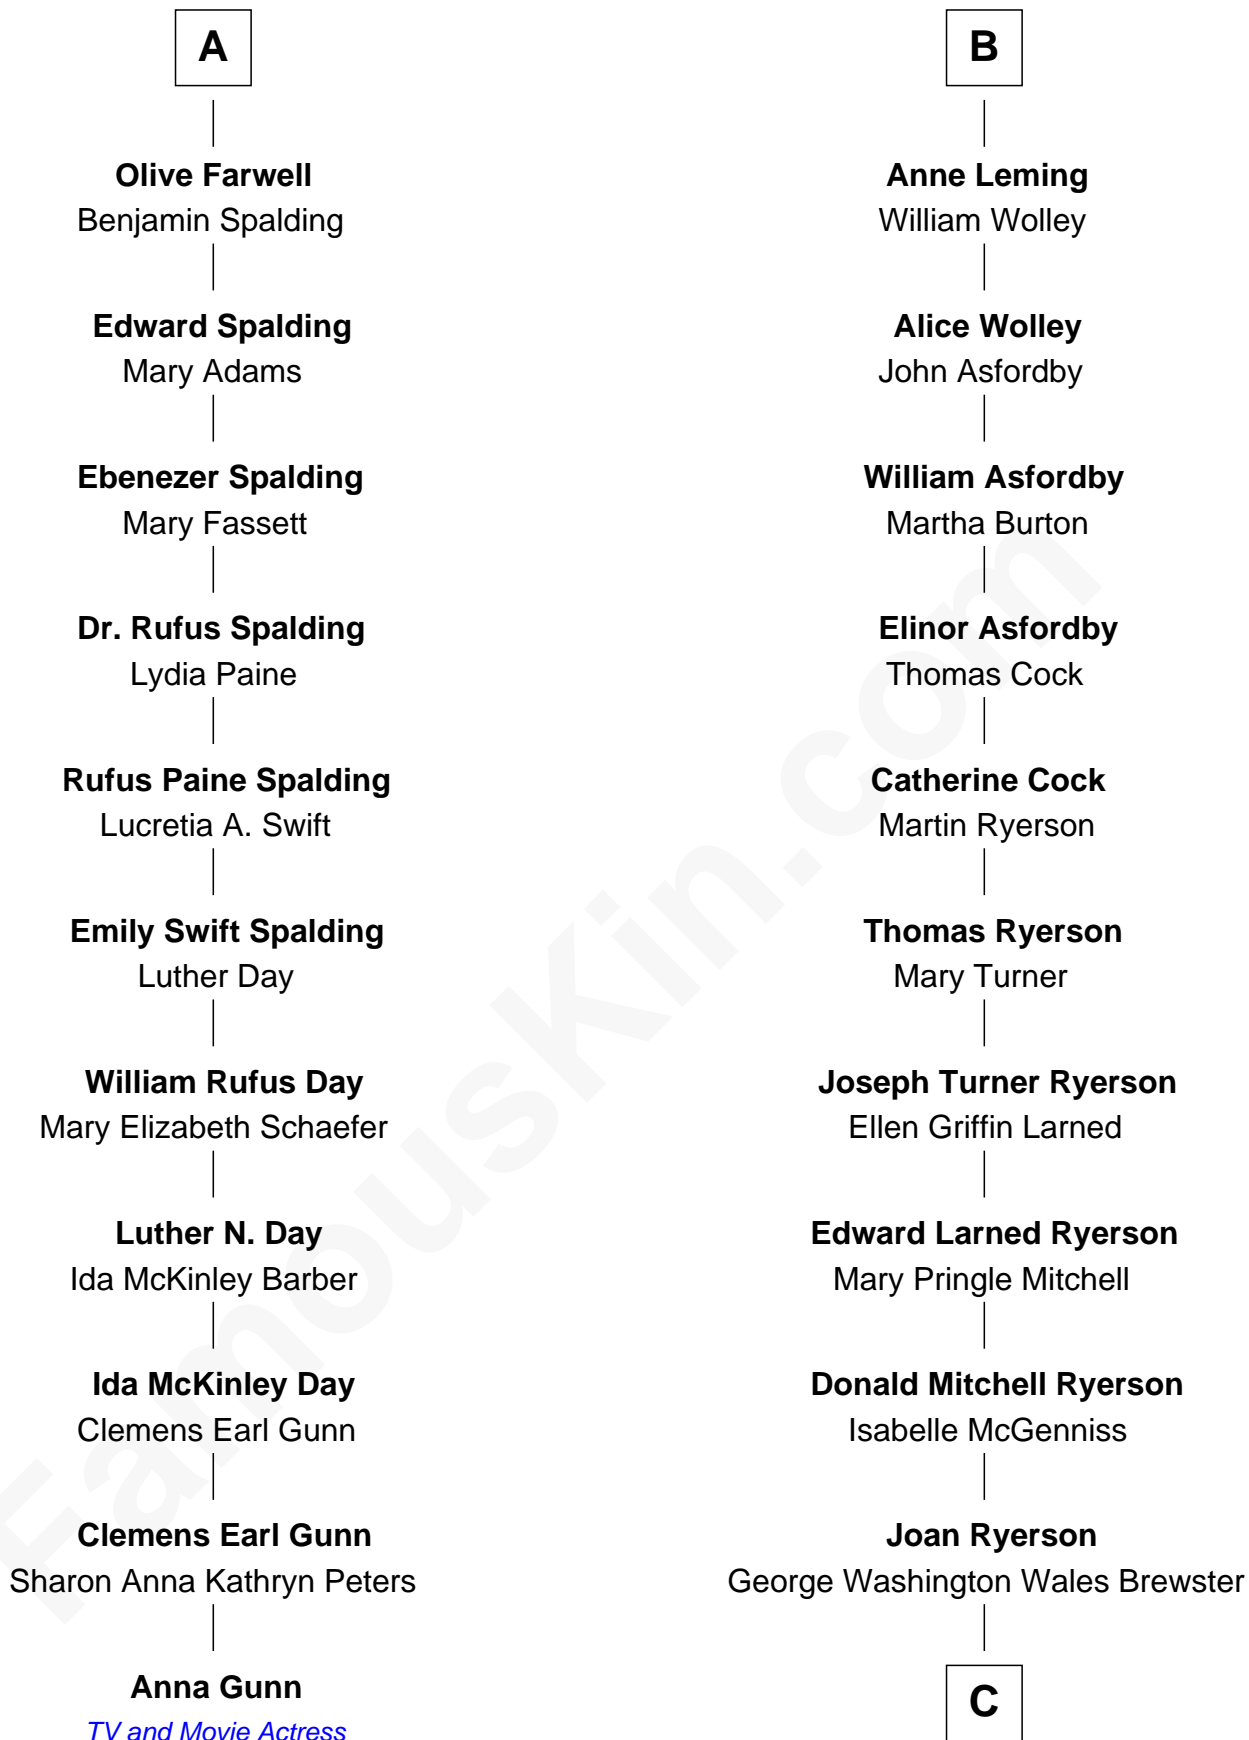 A
Olive Farwell
Benjamin Spalding
Edward Spalding
Mary Adams
Ebenezer Spalding
Mary Fassett
Dr. Rufus Spalding
Lydia Paine
Rufus Paine Spalding
Lucretia A. Swift
Emily Swift Spalding
Luther Day
William Rufus Day
Mary Elizabeth Schaefer
Luther N. Day
Ida McKinley Barber
Ida McKinley Day
Clemens Earl Gunn
Clemens Earl Gunn
Sharon Anna Kathryn Peters
Anna Gunn
TV and Movie Actress
B
Anne Leming
William Wolley
Alice Wolley
John Asfordby
William Asfordby
Martha Burton
Elinor Asfordby
Thomas Cock
Catherine Cock
Martin Ryerson
Thomas Ryerson
Mary Turner
Joseph Turner Ryerson
Ellen Griffin Larned
Edward Larned Ryerson
Mary Pringle Mitchell
Donald Mitchell Ryerson
Isabelle McGenniss
Joan Ryerson
George Washington Wales Brewster
C
FamousKin.com